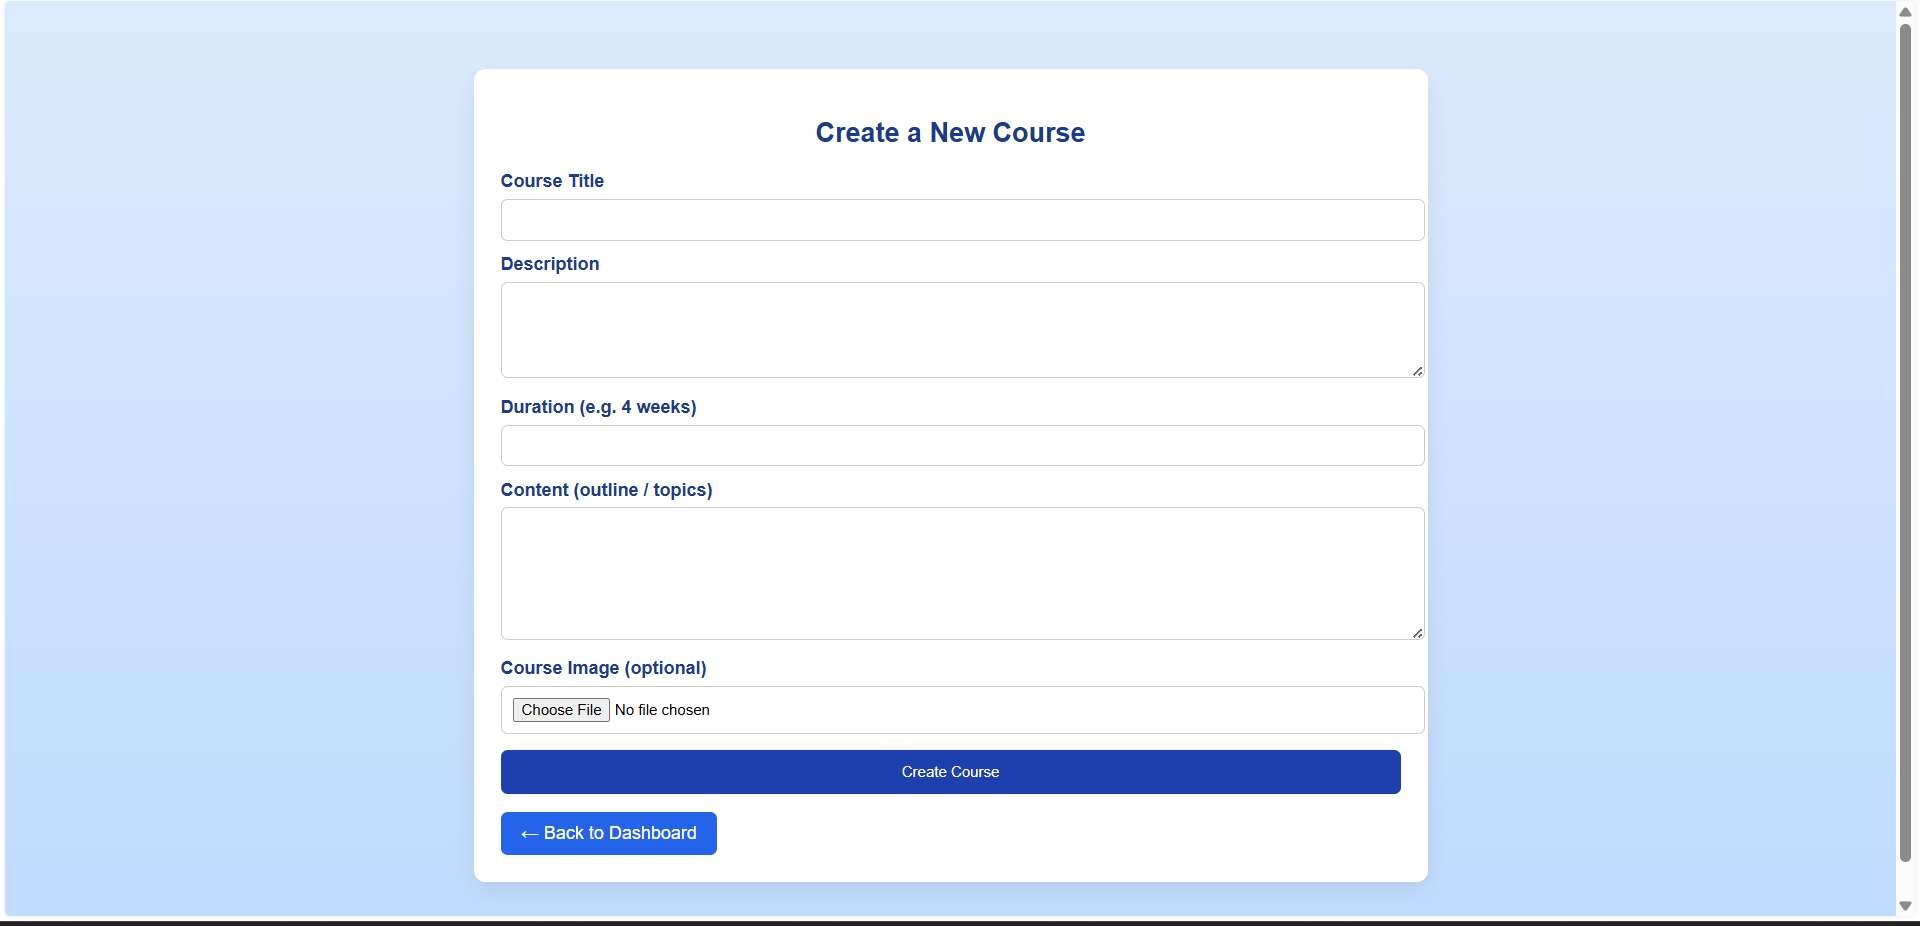 Create a New Course
Course Title
Description
Duration (e.g. 4 weeks)
Content (outline / topics)
Course Image (optional)
Choose File No file chosen
Create Course
← Back to Dashboard